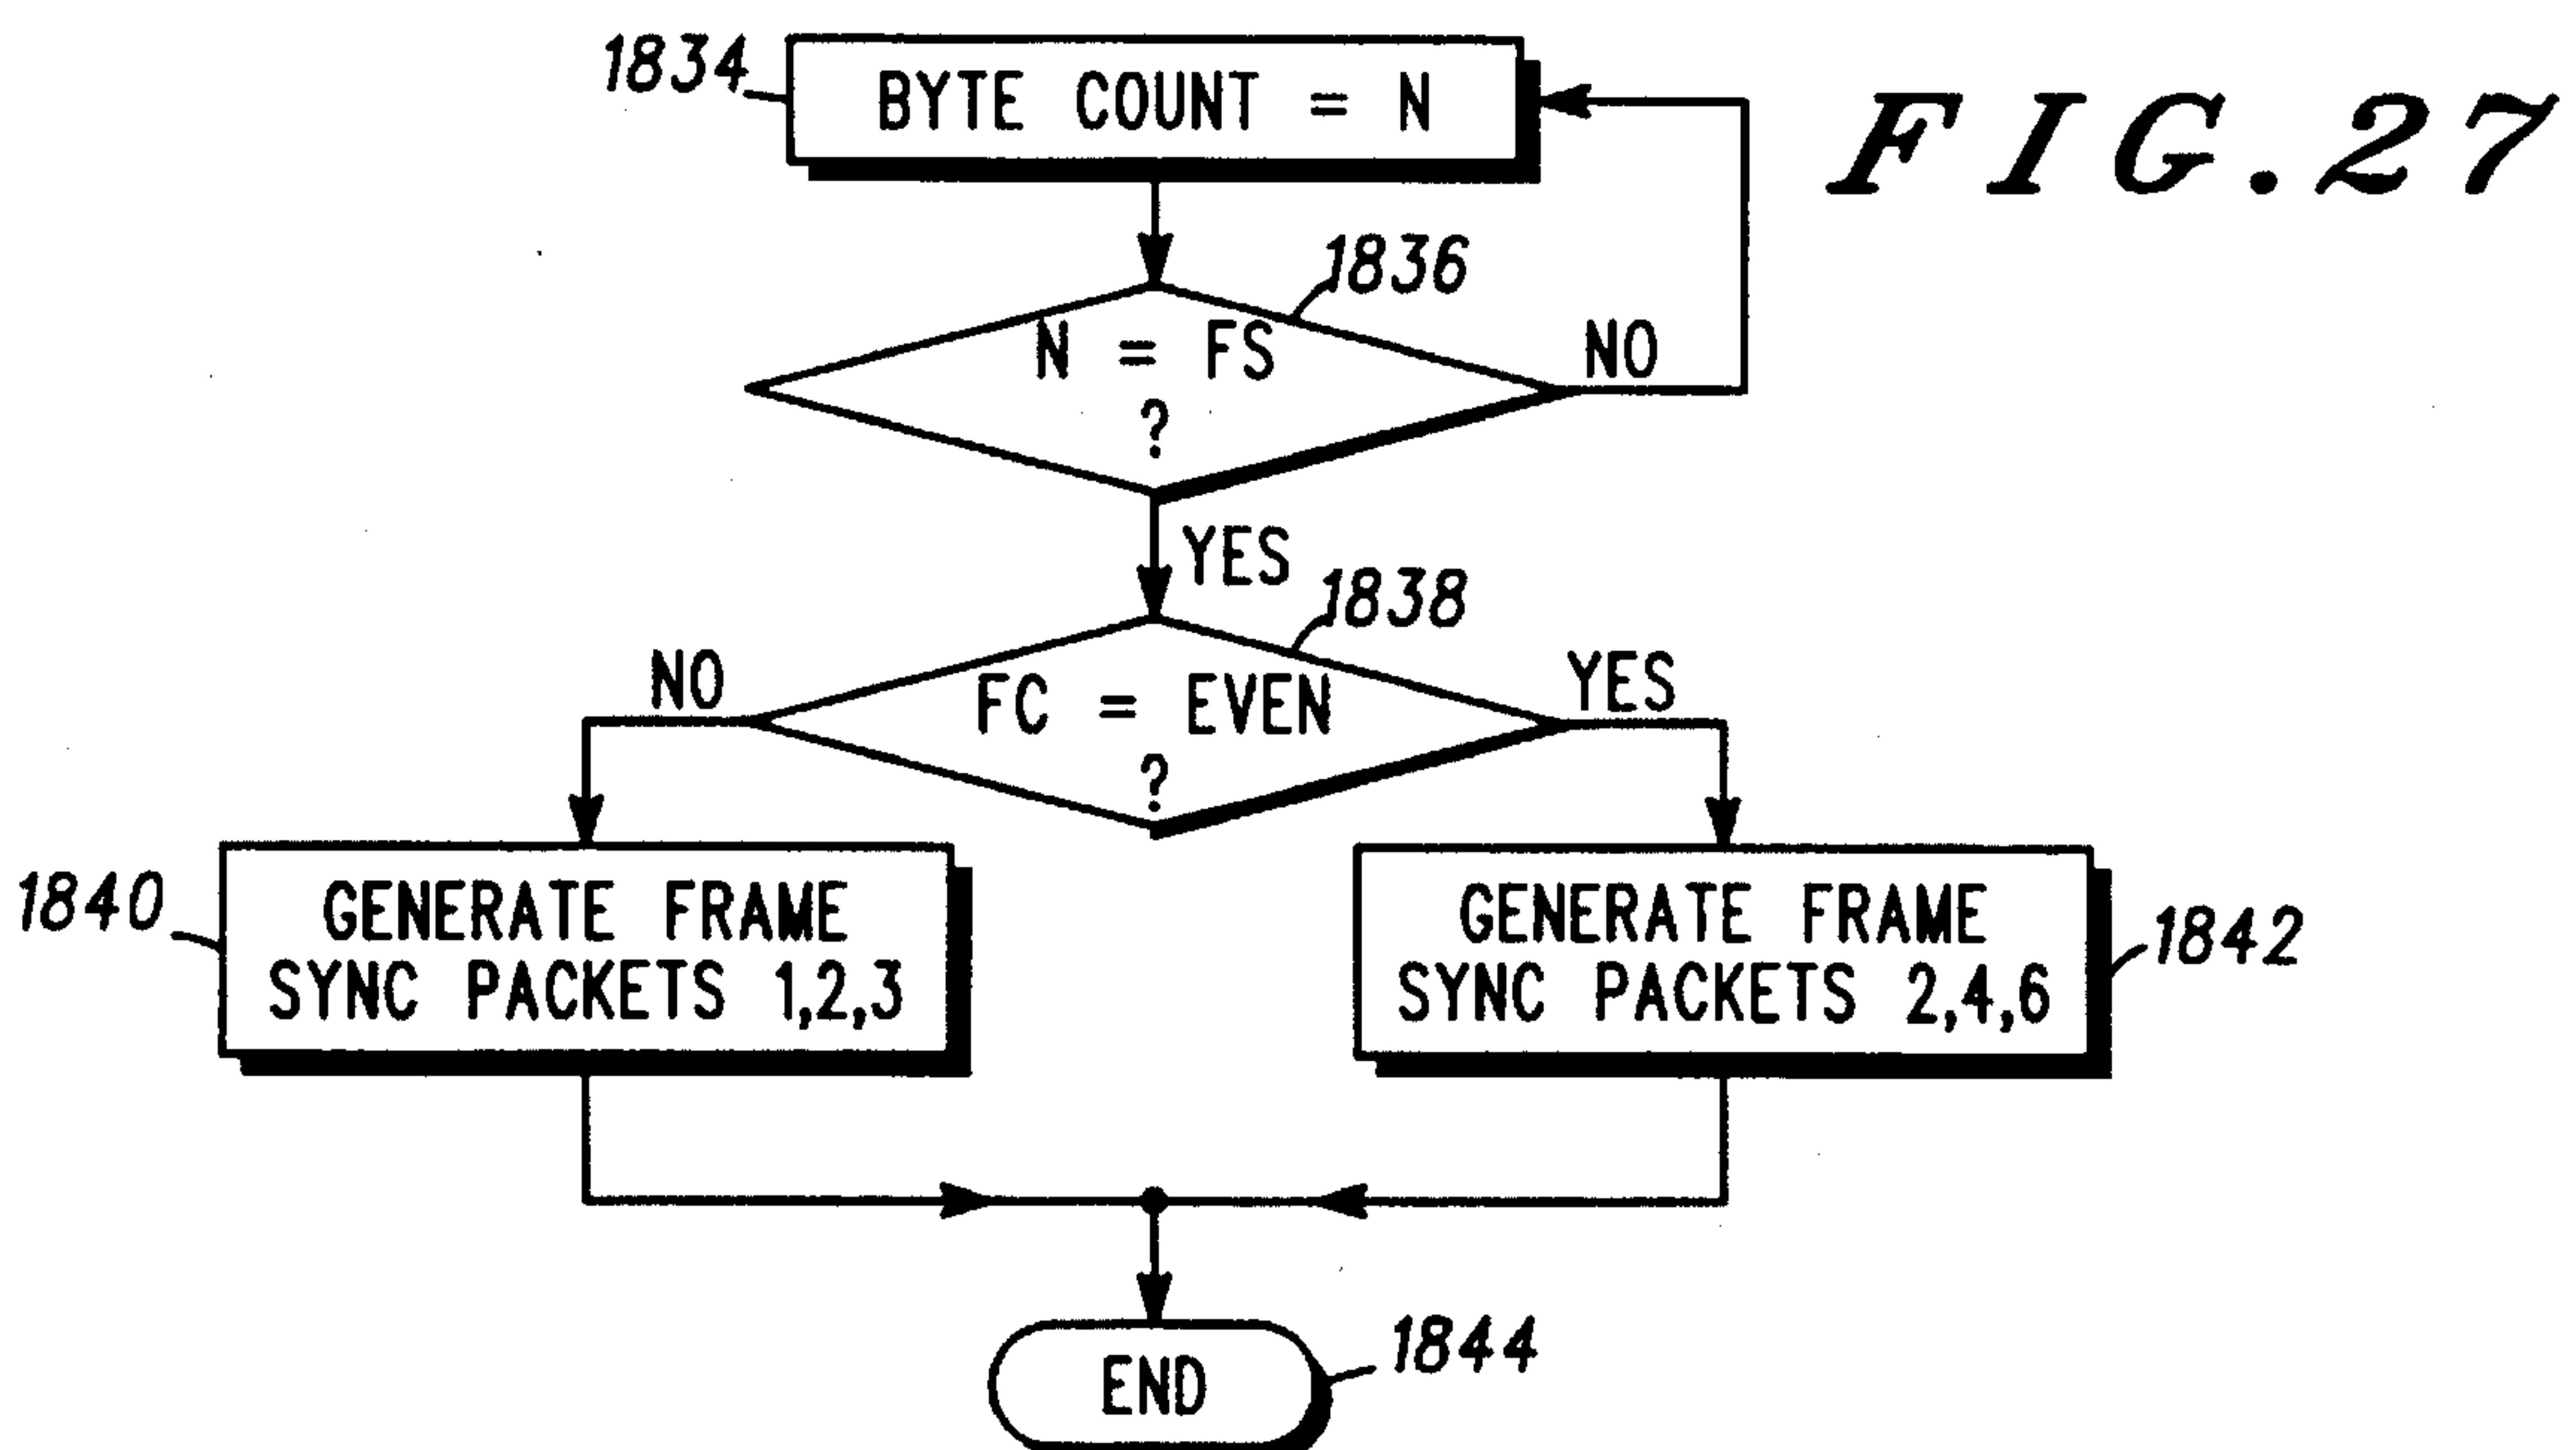 FIG.27
1834
BYTE COUNT = N
1836
N = FS
?
NO
YES
1838
FC = EVEN
?
NO
YES
1840
GENERATE FRAME
SYNC PACKETS 1,2,3
GENERATE FRAME
SYNC PACKETS 2,4,6
1842
END
1844